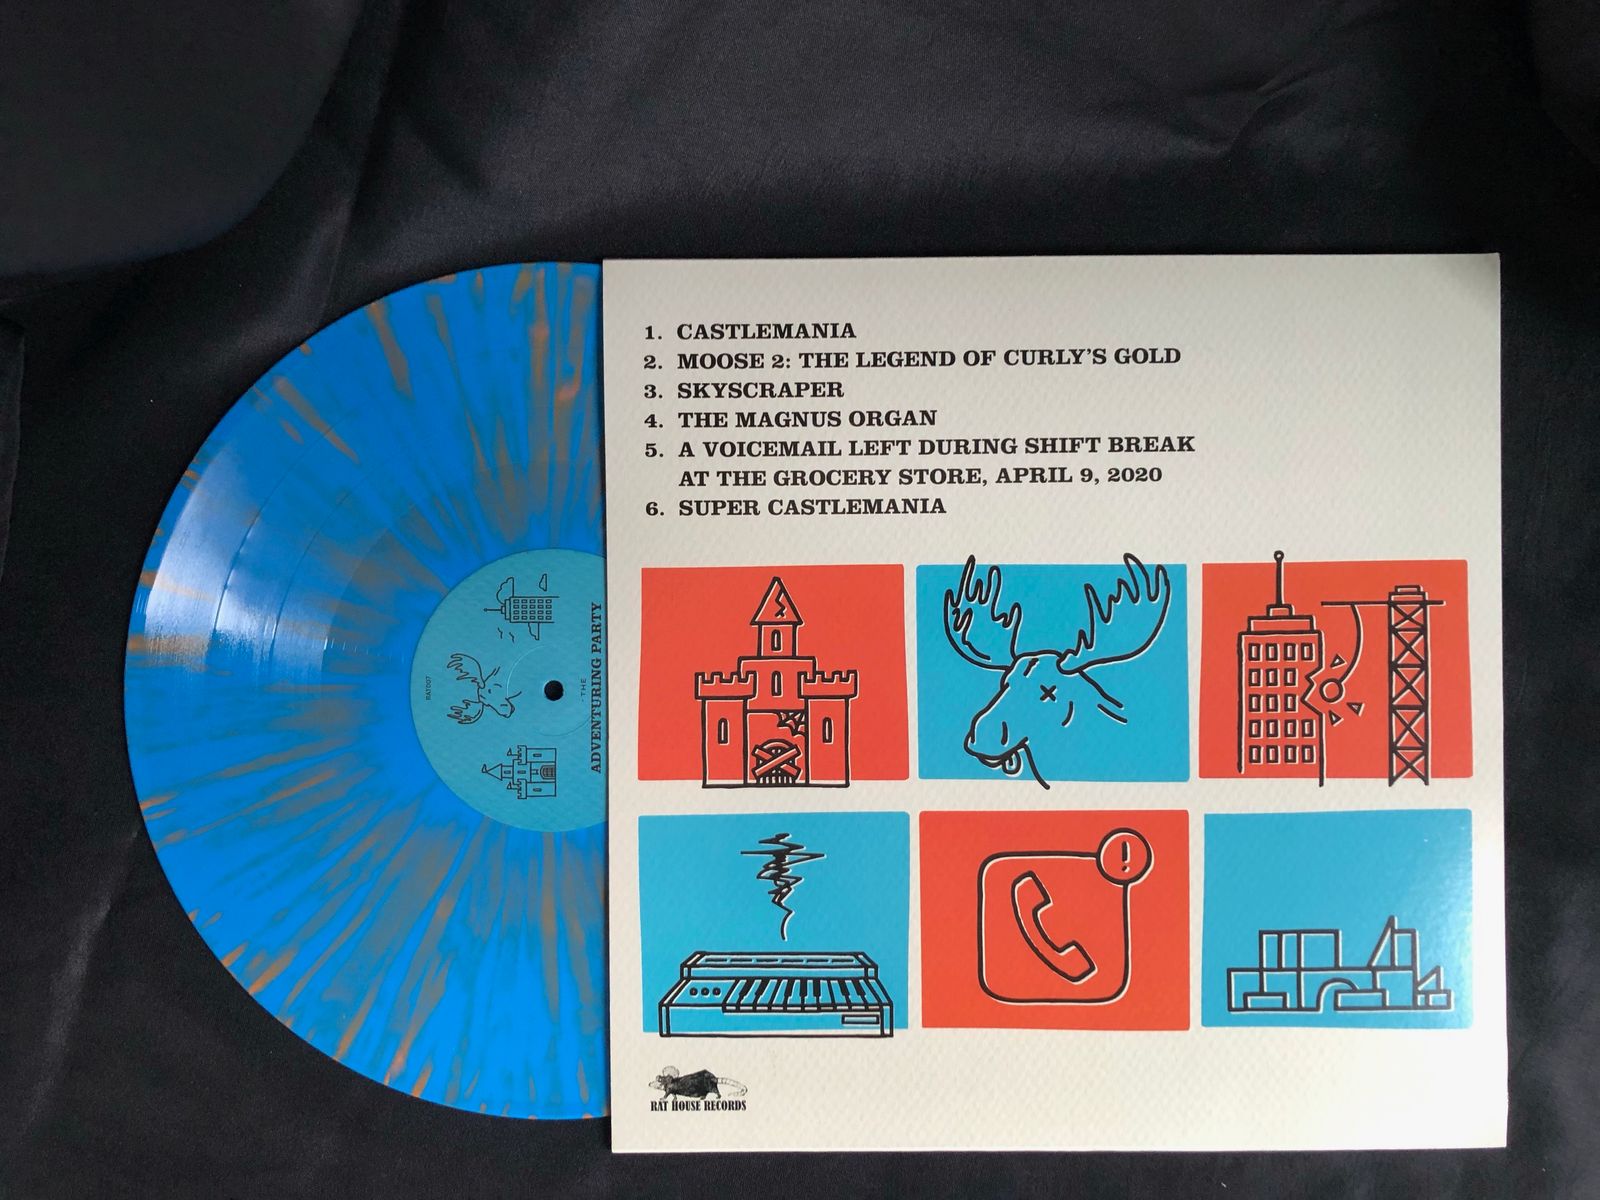 1. CASTLEMANIA
2. MOOSE 2: THE LEGEND OF CURLY'S GOLD
3. SKYSCRAPER
4. THE MAGNUS ORGAN
5. A VOICEMAIL LEFT DURING SHIFT BREAK
AT THE GROCERY STORE, APRIL 9, 2020
6. SUPER CASTLEMANIA
!
RAT HOUSE RECORDS
RAT007
· THE
ADVENTURING PARTY